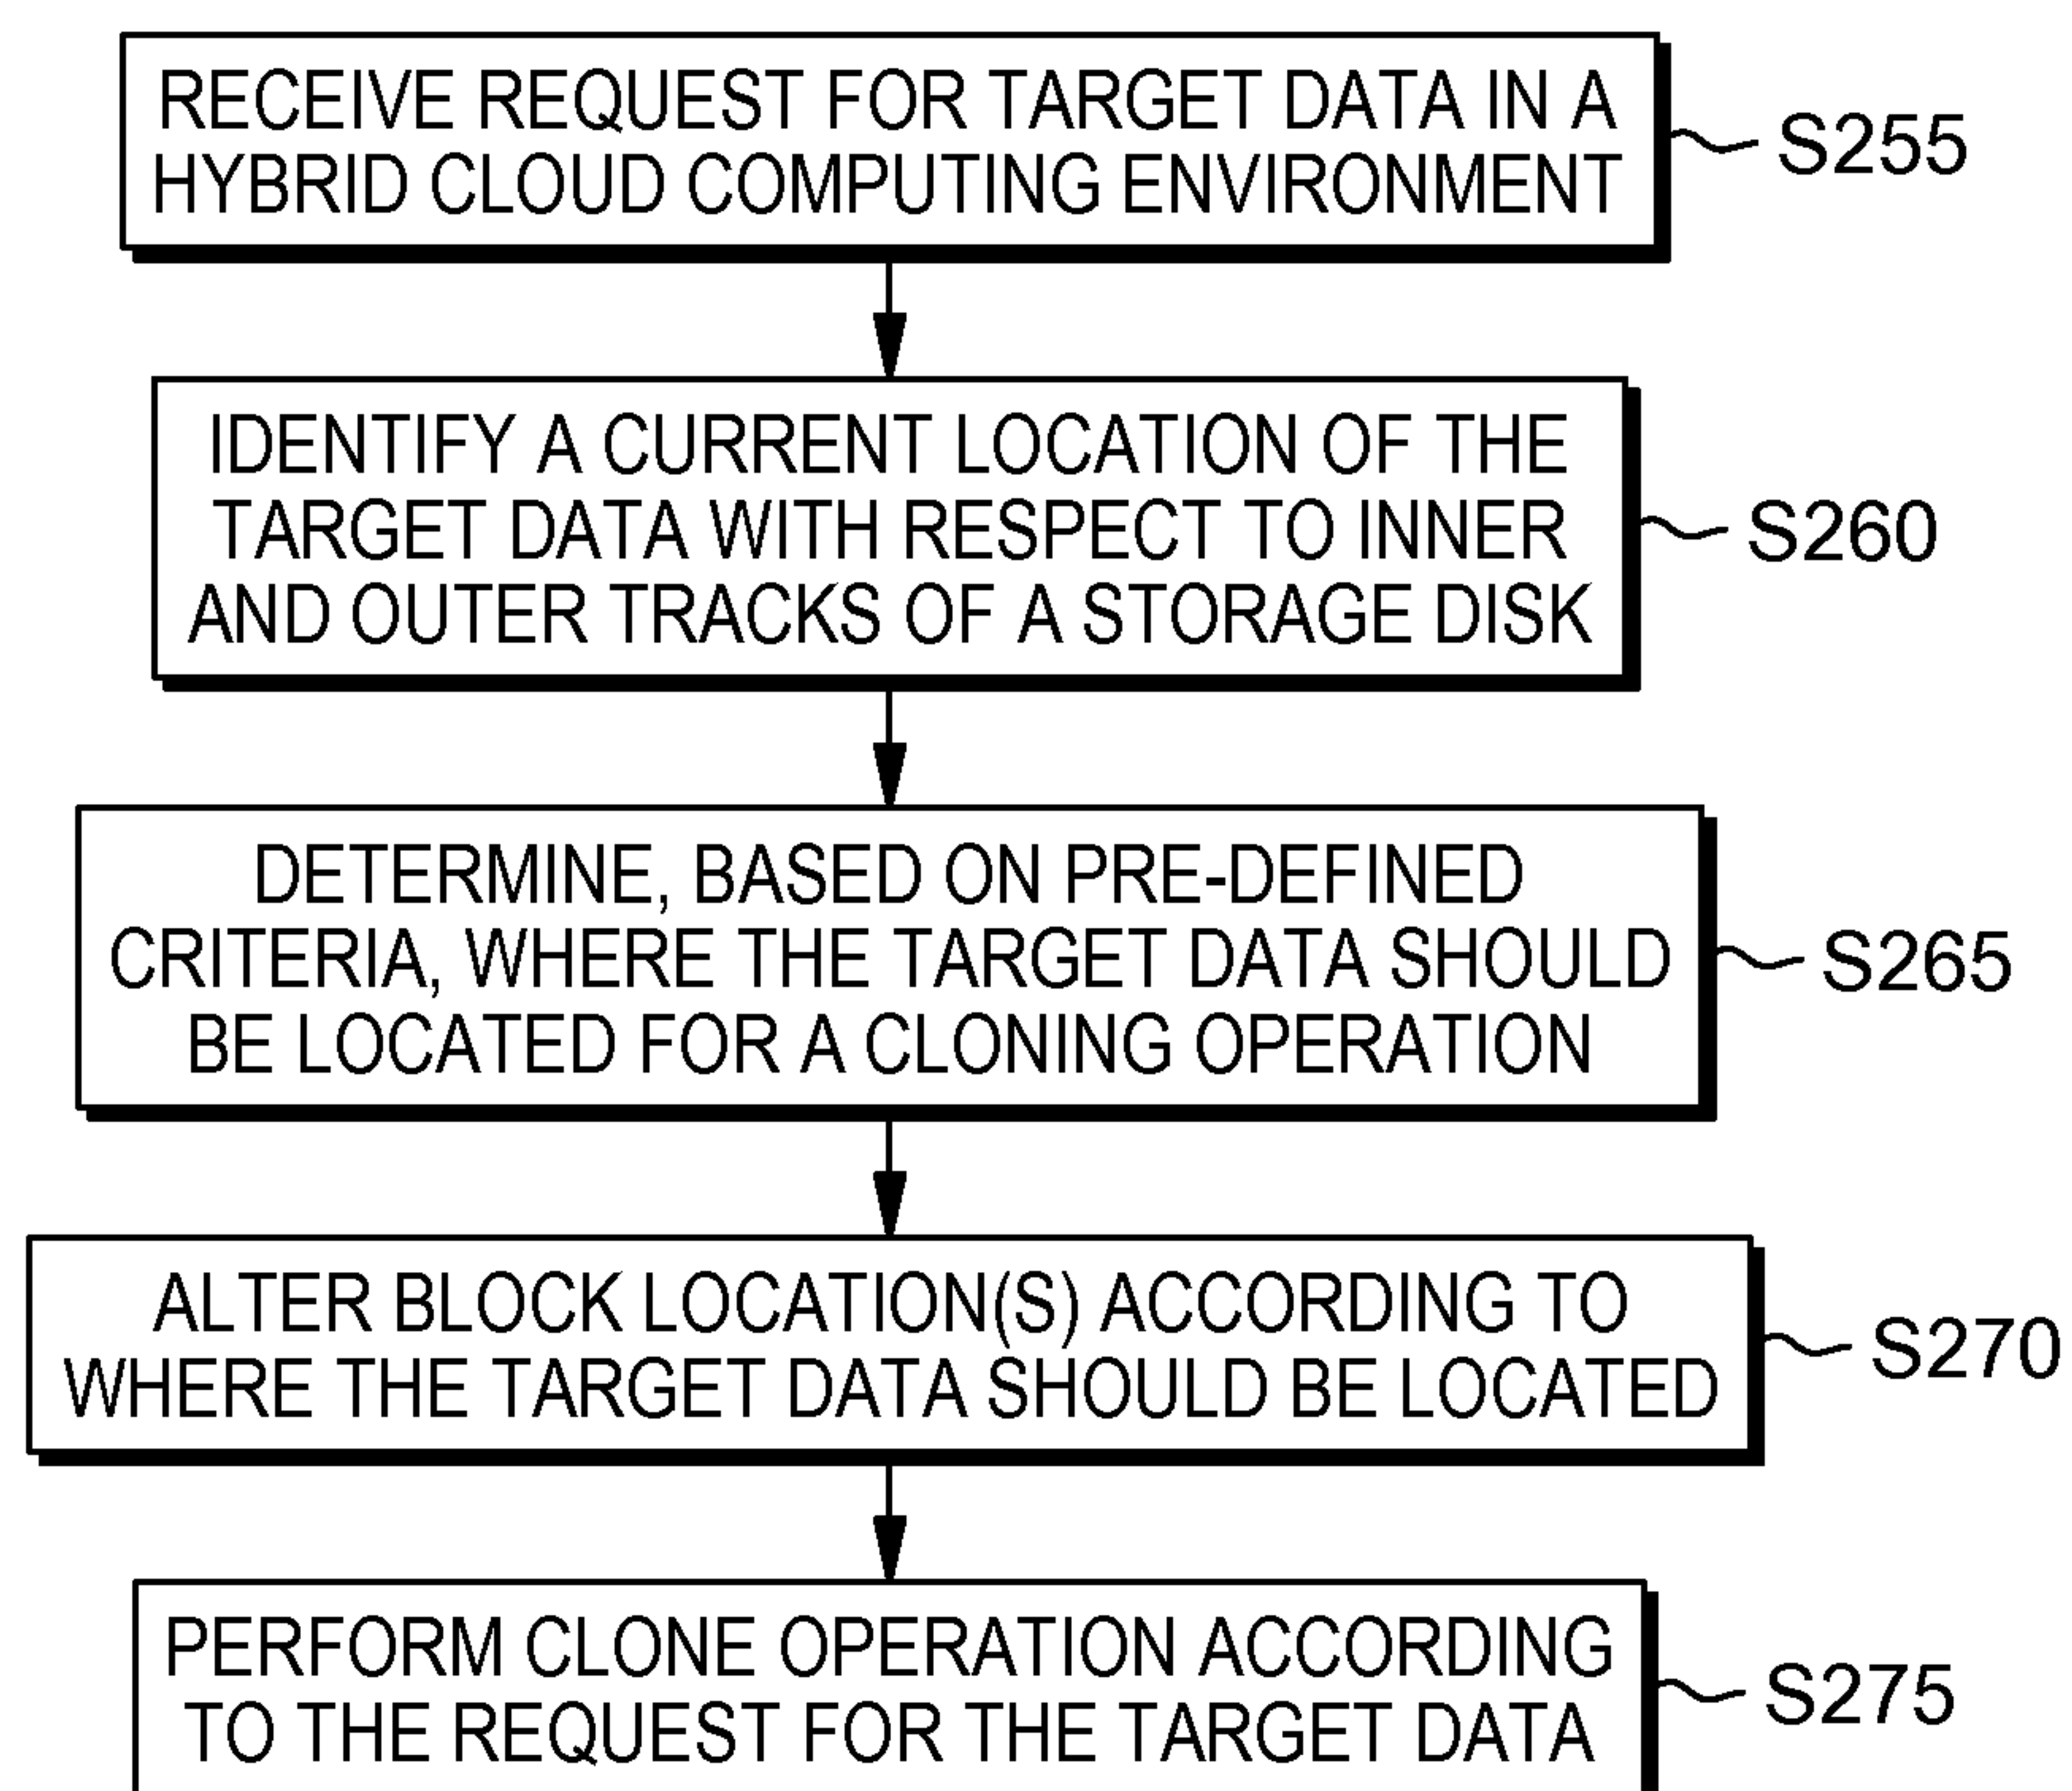 RECEIVE REQUEST FOR TARGET DATA IN A
HYBRID CLOUD COMPUTING ENVIRONMENT
S255
IDENTIFY A CURRENT LOCATION OF THE
TARGET DATA WITH RESPECT TO INNER
AND OUTER TRACKS OF A STORAGE DISK
S260
DETERMINE, BASED ON PRE-DEFINED
CRITERIA, WHERE THE TARGET DATA SHOULD
BE LOCATED FOR A CLONING OPERATION
S265
ALTER BLOCK LOCATION(S) ACCORDING TO
WHERE THE TARGET DATA SHOULD BE LOCATED
S270
PERFORM CLONE OPERATION ACCORDING
TO THE REQUEST FOR THE TARGET DATA
S275